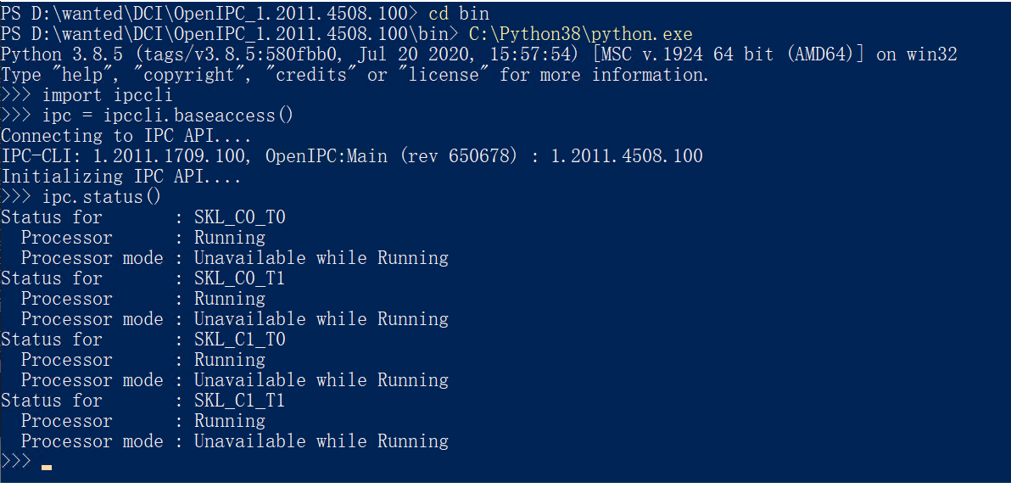 PS D:\wanted\DCI\OpenIPC_1.2011.4508.100> cd bin
PS D:\wanted\DCI\OpenIPC_1.2011.4508.100\bin> C:\Python38\python.exe
Python 3.8.5 (tags/v3.8.5:580fbb0, Jul 20 2020, 15:57:54) [MSC v.1924 64 bit (AMD64)] on win32
Type "help", "copyright", "credits" or "license" for more information.
>>> import ipccli
>>> ipc = ipccli.baseaccess()
Connecting to IPC API....
IPC-CLI: 1.2011.1709.100, OpenIPC:Main (rev 650678) : 1.2011.4508.100
Initializing IPC API....
>>> ipc.status()
Status for       : SKL_C0_T0
  Processor      : Running
  Processor mode : Unavailable while Running
Status for       : SKL_C0_T1
  Processor      : Running
  Processor mode : Unavailable while Running
Status for       : SKL_C1_T0
  Processor      : Running
  Processor mode : Unavailable while Running
Status for       : SKL_C1_T1
  Processor      : Running
  Processor mode : Unavailable while Running
>>>